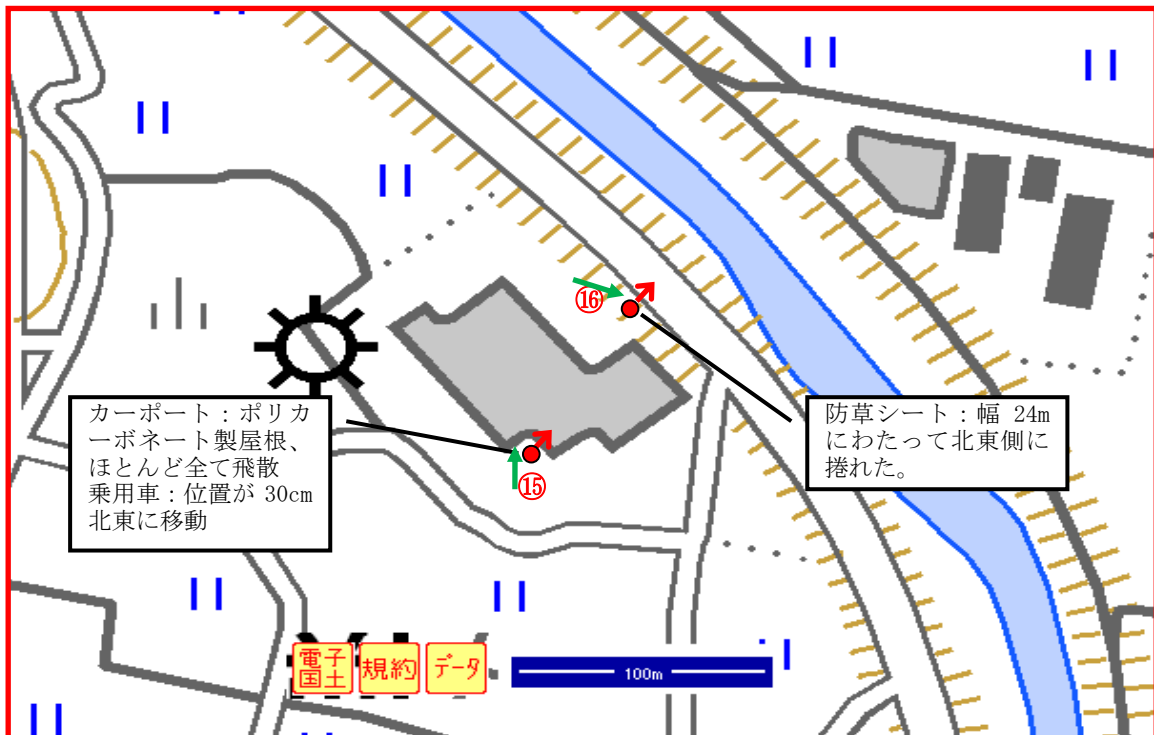 ⑯
カーポート：ポリカ
ーボネート製屋根、
ほとんど全て飛散
乗用車：位置が 30cm
北東に移動
防草シート：幅 24m
にわたって北東側に
捲れた。
⑮
電子
国土
規約
データ
100m